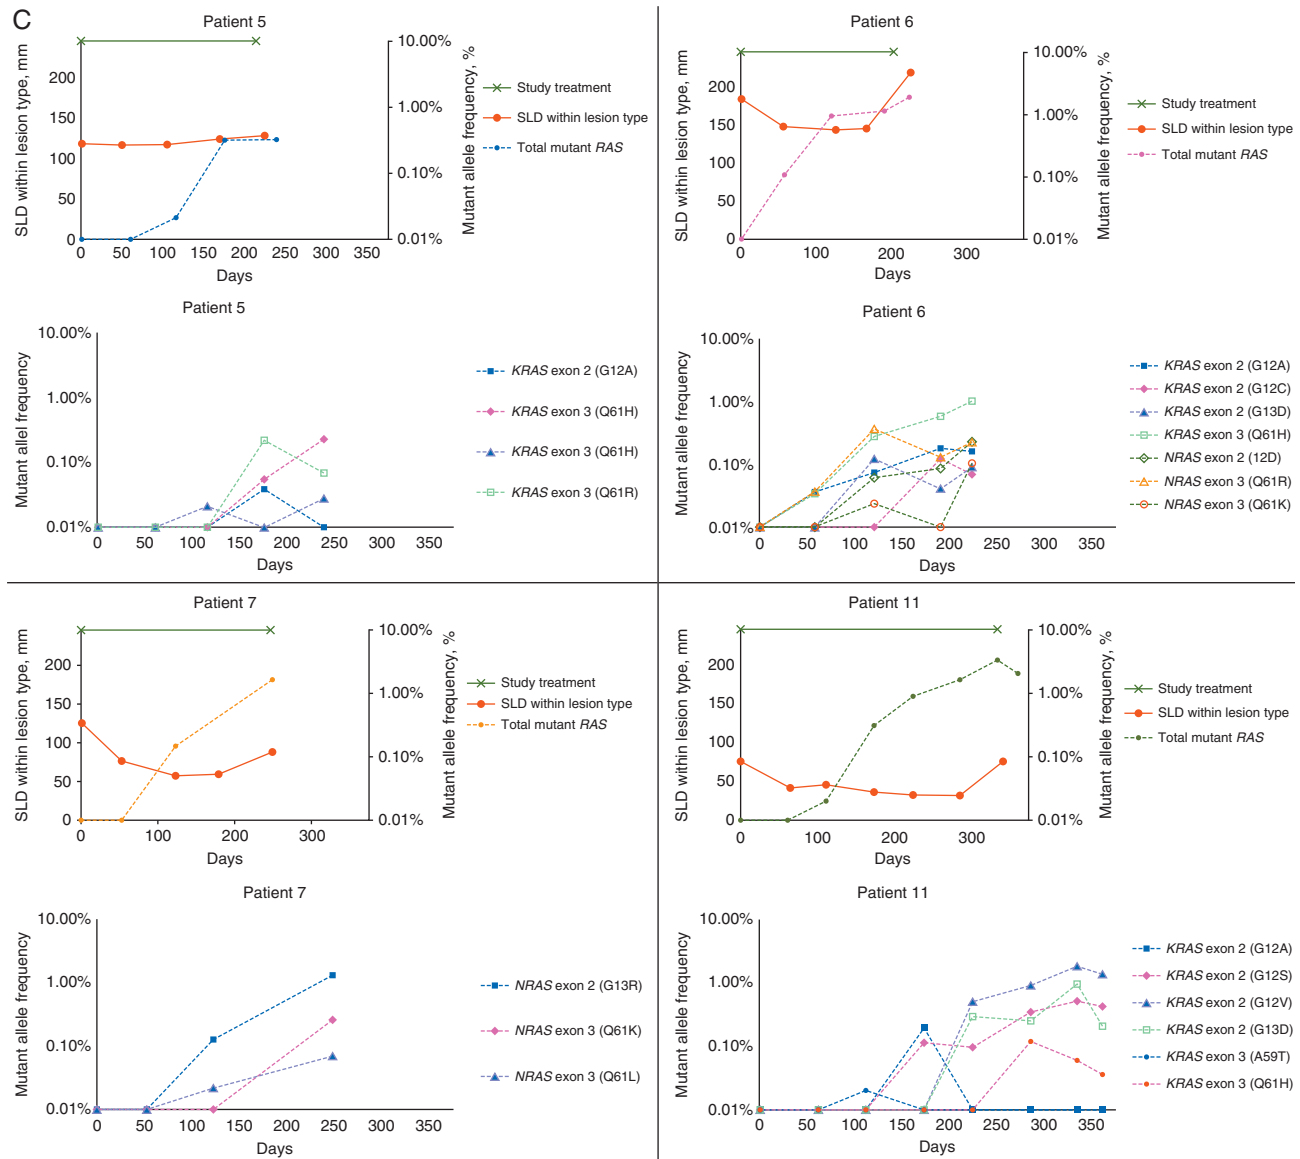 C
Patient 5
SLD within lesion type, mm
200
150
100
50
0
0 50 100 150 200 250 300 350
Days
10.00%
1.00%
0.10%
0.01%
Mutant allele frequency, %
Study treatment
SLD within lesion type
Total mutant RAS
Patient 6
SLD within lesion type, mm
200
150
100
50
0
0 100 200 300
Days
10.00%
1.00%
0.10%
0.01%
Mutant allele frequency, %
Study treatment
SLD within lesion type
Total mutant RAS
Patient 5
Mutant allel frequency
10.00%
1.00%
0.10%
0.01%
0 50 100 150 200 250 300 350
Days
KRAS exon 2 (G12A)
KRAS exon 3 (Q61H)
KRAS exon 3 (Q61H)
KRAS exon 3 (Q61R)
Patient 6
Mutant allele frequency
10.00%
1.00%
0.10%
0.01%
0 50 100 150 200 250 300 350
Days
KRAS exon 2 (G12A)
KRAS exon 2 (G12C)
KRAS exon 2 (G13D)
KRAS exon 3 (Q61H)
NRAS exon 2 (12D)
NRAS exon 3 (Q61R)
NRAS exon 3 (Q61K)
Patient 7
SLD within lesion type, mm
200
150
100
50
0
0 100 200 300
Days
10.00%
1.00%
0.10%
0.01%
Mutant allele frequency, %
Study treatment
SLD within lesion type
Total mutant RAS
Patient 11
SLD within lesion type, mm
200
150
100
50
0
0 100 200 300
Days
10.00%
1.00%
0.10%
0.01%
Mutant allele frequency, %
Study treatment
SLD within lesion type
Total mutant RAS
Patient 7
Mutant allele frequency
10.00%
1.00%
0.10%
0.01%
0 50 100 150 200 250 300 350
Days
NRAS exon 2 (G13R)
NRAS exon 3 (Q61K)
NRAS exon 3 (Q61L)
Patient 11
Mutant allele frequency
10.00%
1.00%
0.10%
0.01%
0 50 100 150 200 250 300 350
Days
KRAS exon 2 (G12A)
KRAS exon 2 (G12S)
KRAS exon 2 (G12V)
KRAS exon 2 (G13D)
KRAS exon 3 (A59T)
KRAS exon 3 (Q61H)